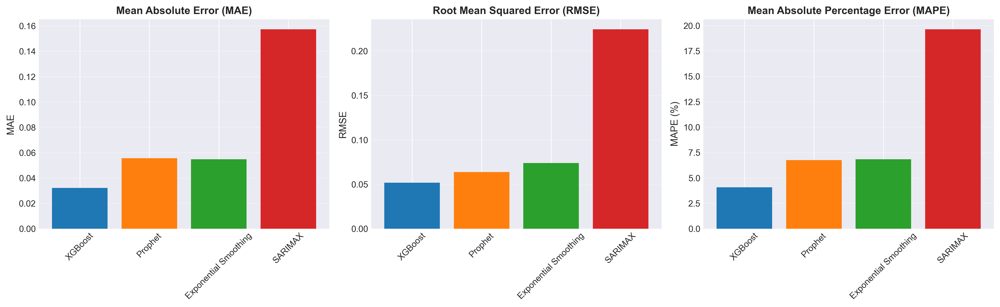 Mean Absolute Error (MAE)
MAE
0.16
0.14
0.12
0.10
0.08
0.06
0.04
0.02
0.00
XGBoost
Prophet
Exponential Smoothing
SARIMAX
Root Mean Squared Error (RMSE)
RMSE
0.20
0.15
0.10
0.05
0.00
XGBoost
Prophet
Exponential Smoothing
SARIMAX
Mean Absolute Percentage Error (MAPE)
MAPE (%)
20.0
17.5
15.0
12.5
10.0
7.5
5.0
2.5
0.0
XGBoost
Prophet
Exponential Smoothing
SARIMAX